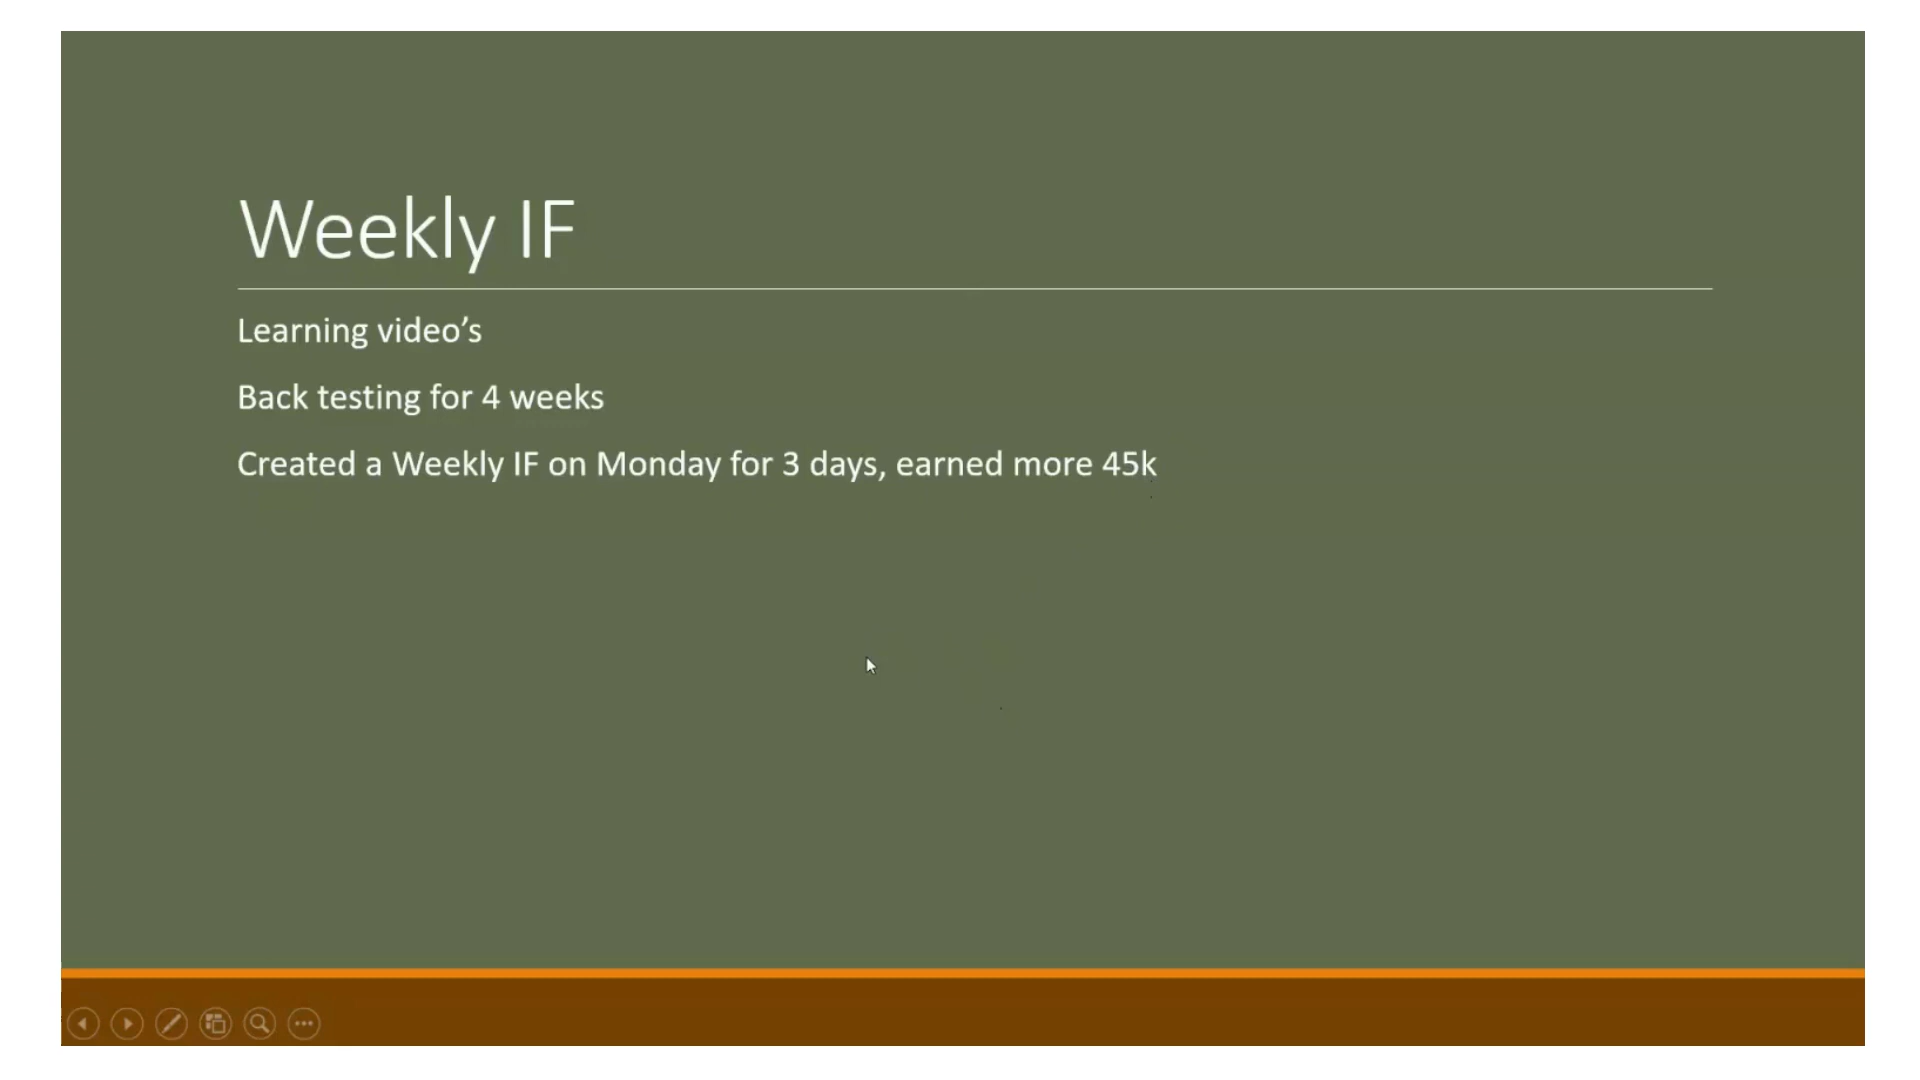 Weekly IF
Learning video’s
Back testing for 4 weeks
Created a Weekly IF on Monday for 3 days, earned more 45k